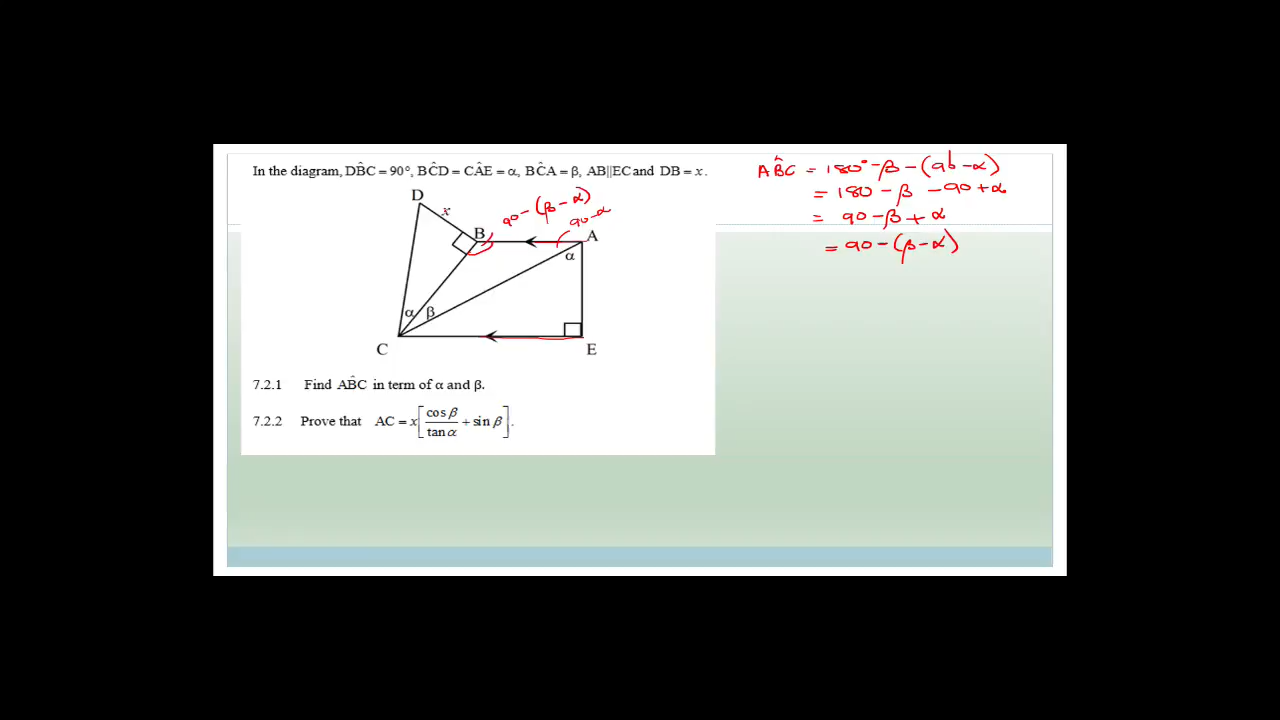 In the diagram, DB̂C = 90°, BĈD = CÂE = α, BĈA = β, AB||EC and DB = x.
AB̂C = 180° - β - (90 - α)
= 180 - β - 90 + α
= 90 - β + α
= 90 - (β - α)
D
x
90 - (β - α)
90 - α
B
A
α
α
β
C
E
7.2.1 Find AB̂C in term of α and β.
7.2.2 Prove that AC = x[cos β / tan α + sin β].